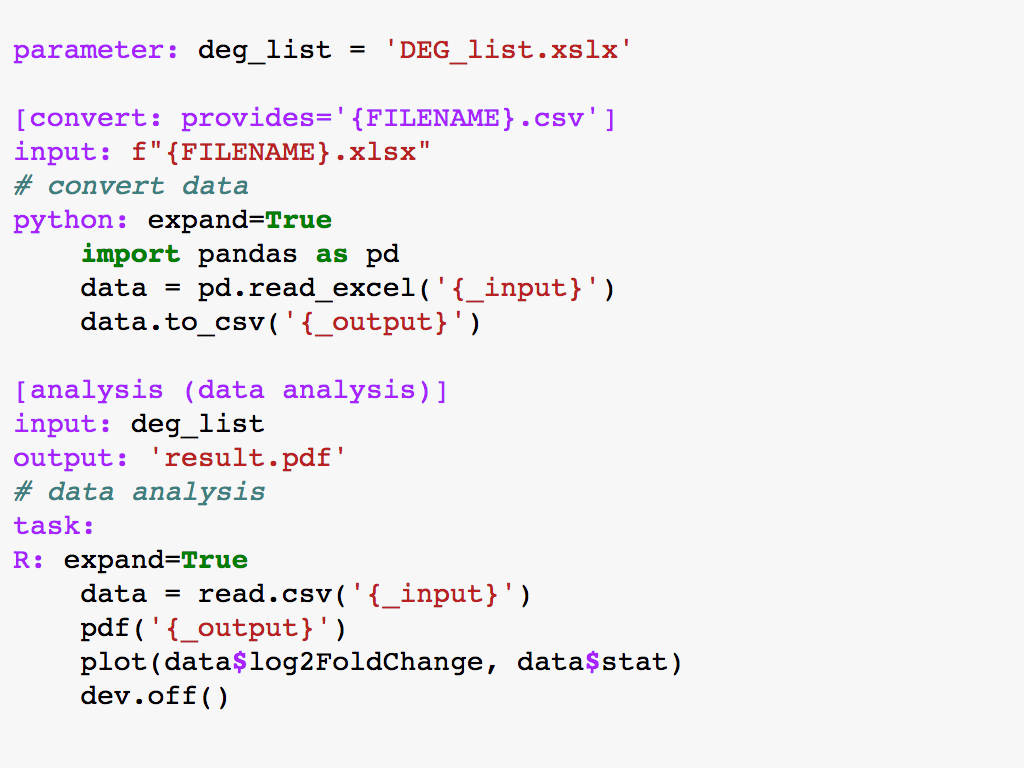 parameter: deg_list = 'DEG_list.xslx'
[convert: provides='{FILENAME}.csv']
input: f"{FILENAME}.xlsx"
# convert data
python: expand=True
    import pandas as pd
    data = pd.read_excel('{_input}')
    data.to_csv('{_output}')
[analysis (data analysis)]
input: deg_list
output: 'result.pdf'
# data analysis
task:
R: expand=True
    data = read.csv('{_input}')
    pdf('{_output}')
    plot(data$log2FoldChange, data$stat)
    dev.off()